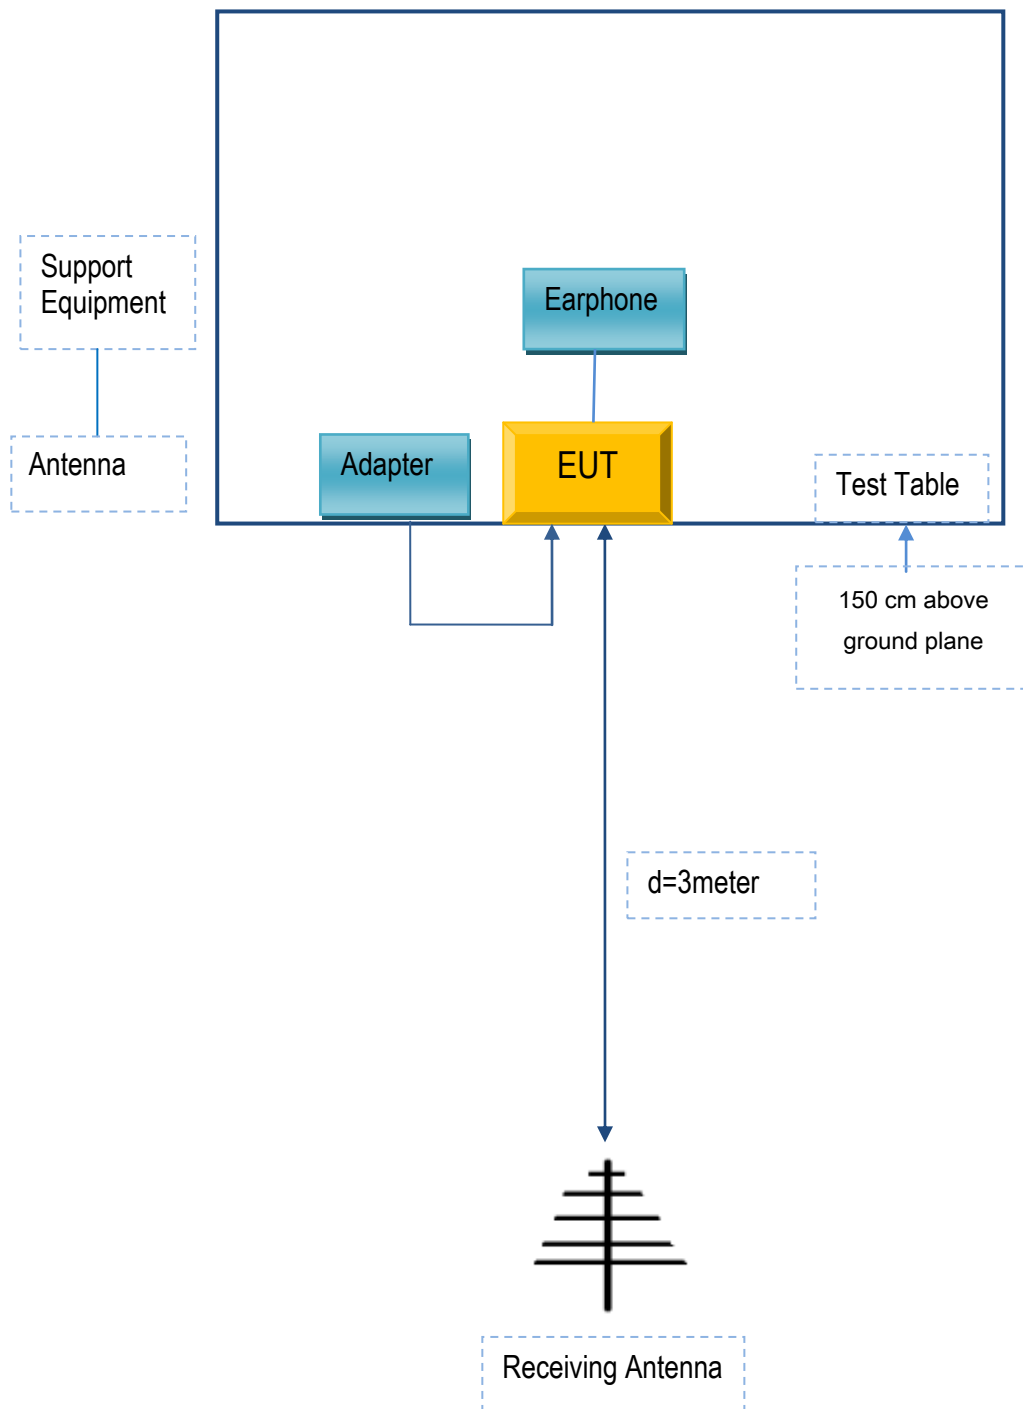 Support
Equipment
Earphone
Antenna
Adapter
EUT
Test Table
150 cm above
ground plane
d=3meter
Receiving Antenna